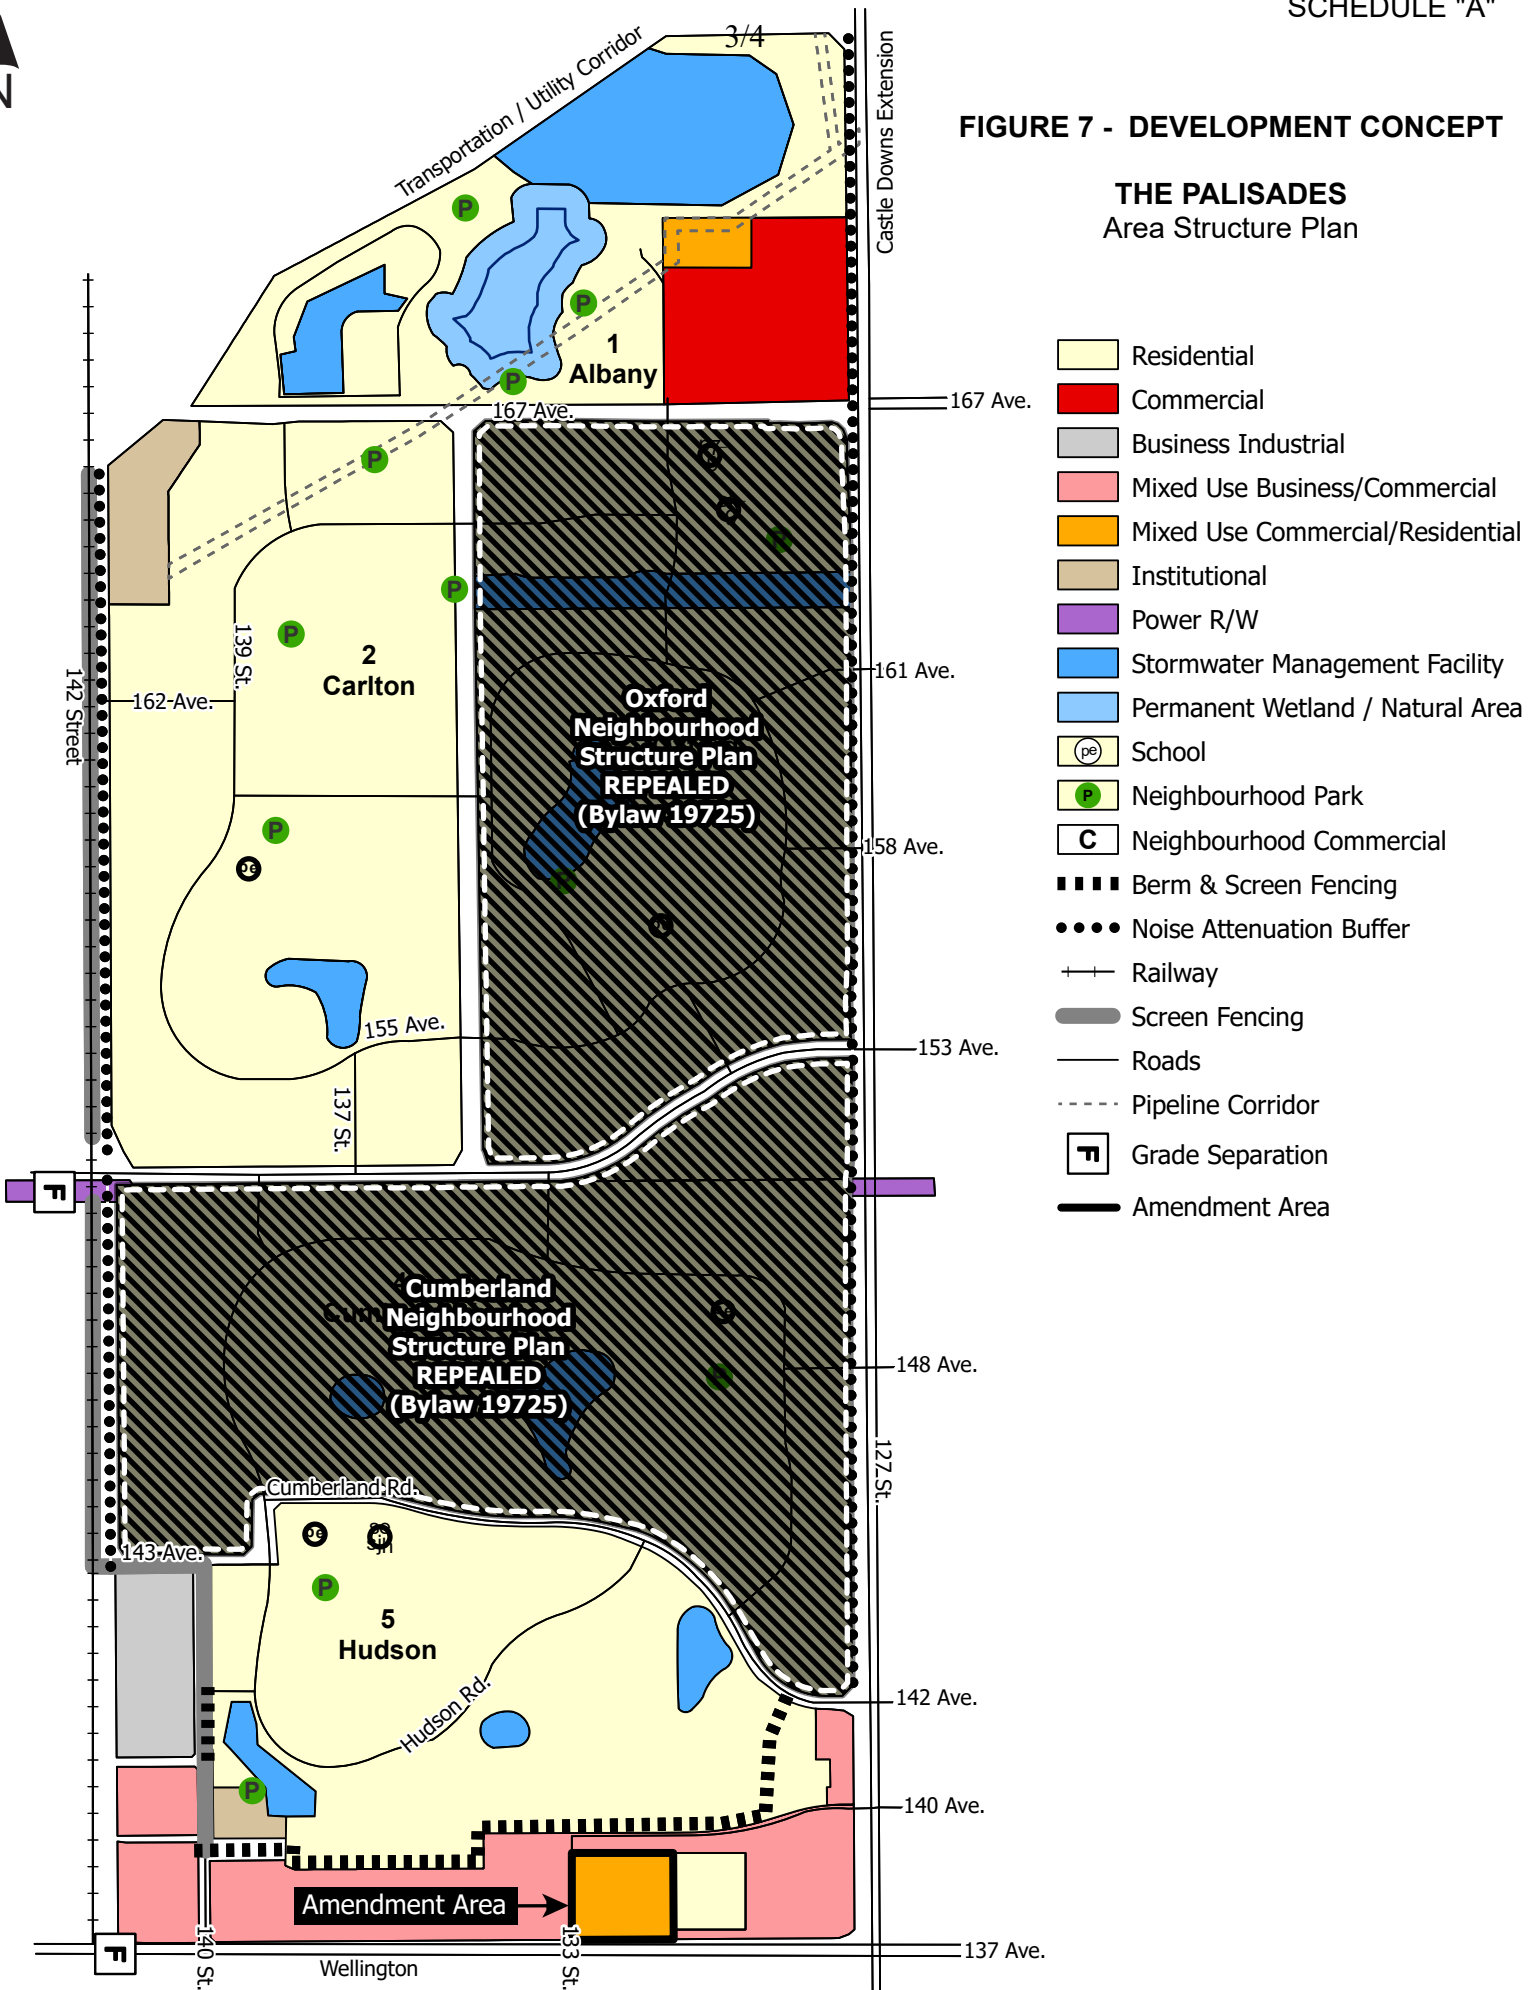 SCHEDULE "A"
N
3/4
Transportation / Utility Corridor
Castle Downs Extension
FIGURE 7 - DEVELOPMENT CONCEPT
THE PALISADES
Area Structure Plan
P
P
P
1
Albany
167 Ave.
167 Ave.
Residential
Commercial
Business Industrial
Mixed Use Business/Commercial
Mixed Use Commercial/Residential
Institutional
Power R/W
Stormwater Management Facility
Permanent Wetland / Natural Area
pe
School
P
Neighbourhood Park
C
Neighbourhood Commercial
Berm & Screen Fencing
Noise Attenuation Buffer
Railway
Screen Fencing
Roads
Pipeline Corridor
F
Grade Separation
Amendment Area
P
P
P
139 St.
2
Carlton
142 Street
162 Ave.
161 Ave.
Oxford
Neighbourhood
Structure Plan
REPEALED
(Bylaw 19725)
P
pe
158 Ave.
155 Ave.
137 St.
153 Ave.
F
Cumberland
Neighbourhood
Structure Plan
REPEALED
(Bylaw 19725)
148 Ave.
127 St.
Cumberland Rd.
143 Ave.
pe
sjh
P
5
Hudson
Hudson Rd.
142 Ave.
P
140 Ave.
Amendment Area
140 St.
133 St.
F
137 Ave.
Wellington